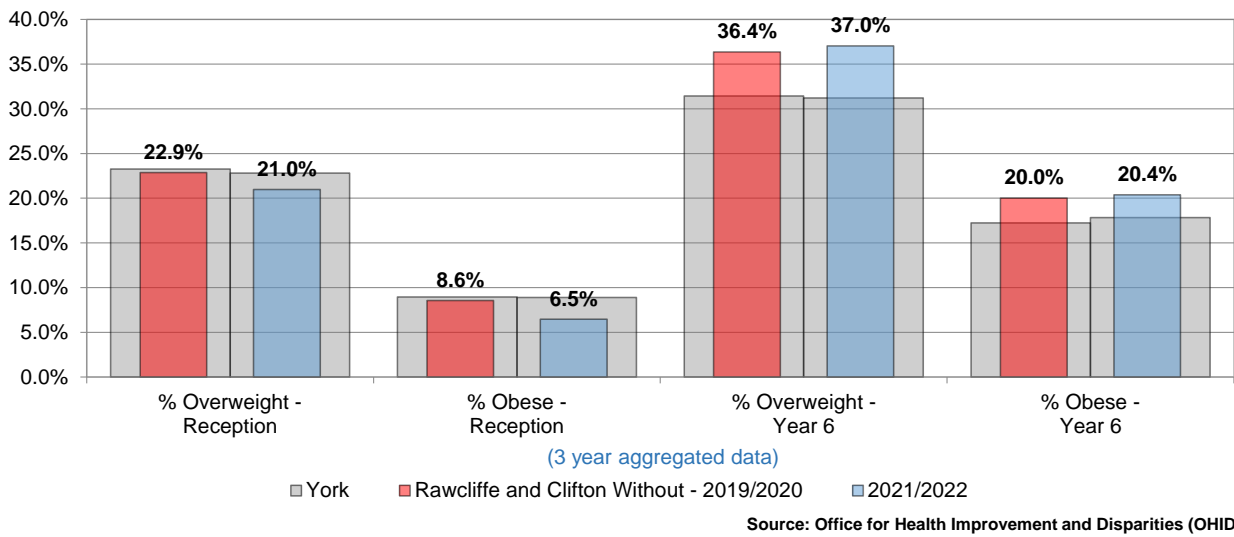 40.0%
35.0%
30.0%
25.0%
20.0%
15.0%
10.0%
5.0%
0.0%
22.9%
21.0%
8.6%
6.5%
36.4%
37.0%
20.0%
20.4%
% Overweight -
Reception
% Obese -
Reception
% Overweight -
Year 6
% Obese -
Year 6
(3 year aggregated data)
York
Rawcliffe and Clifton Without - 2019/2020
2021/2022
Source: Office for Health Improvement and Disparities (OHID